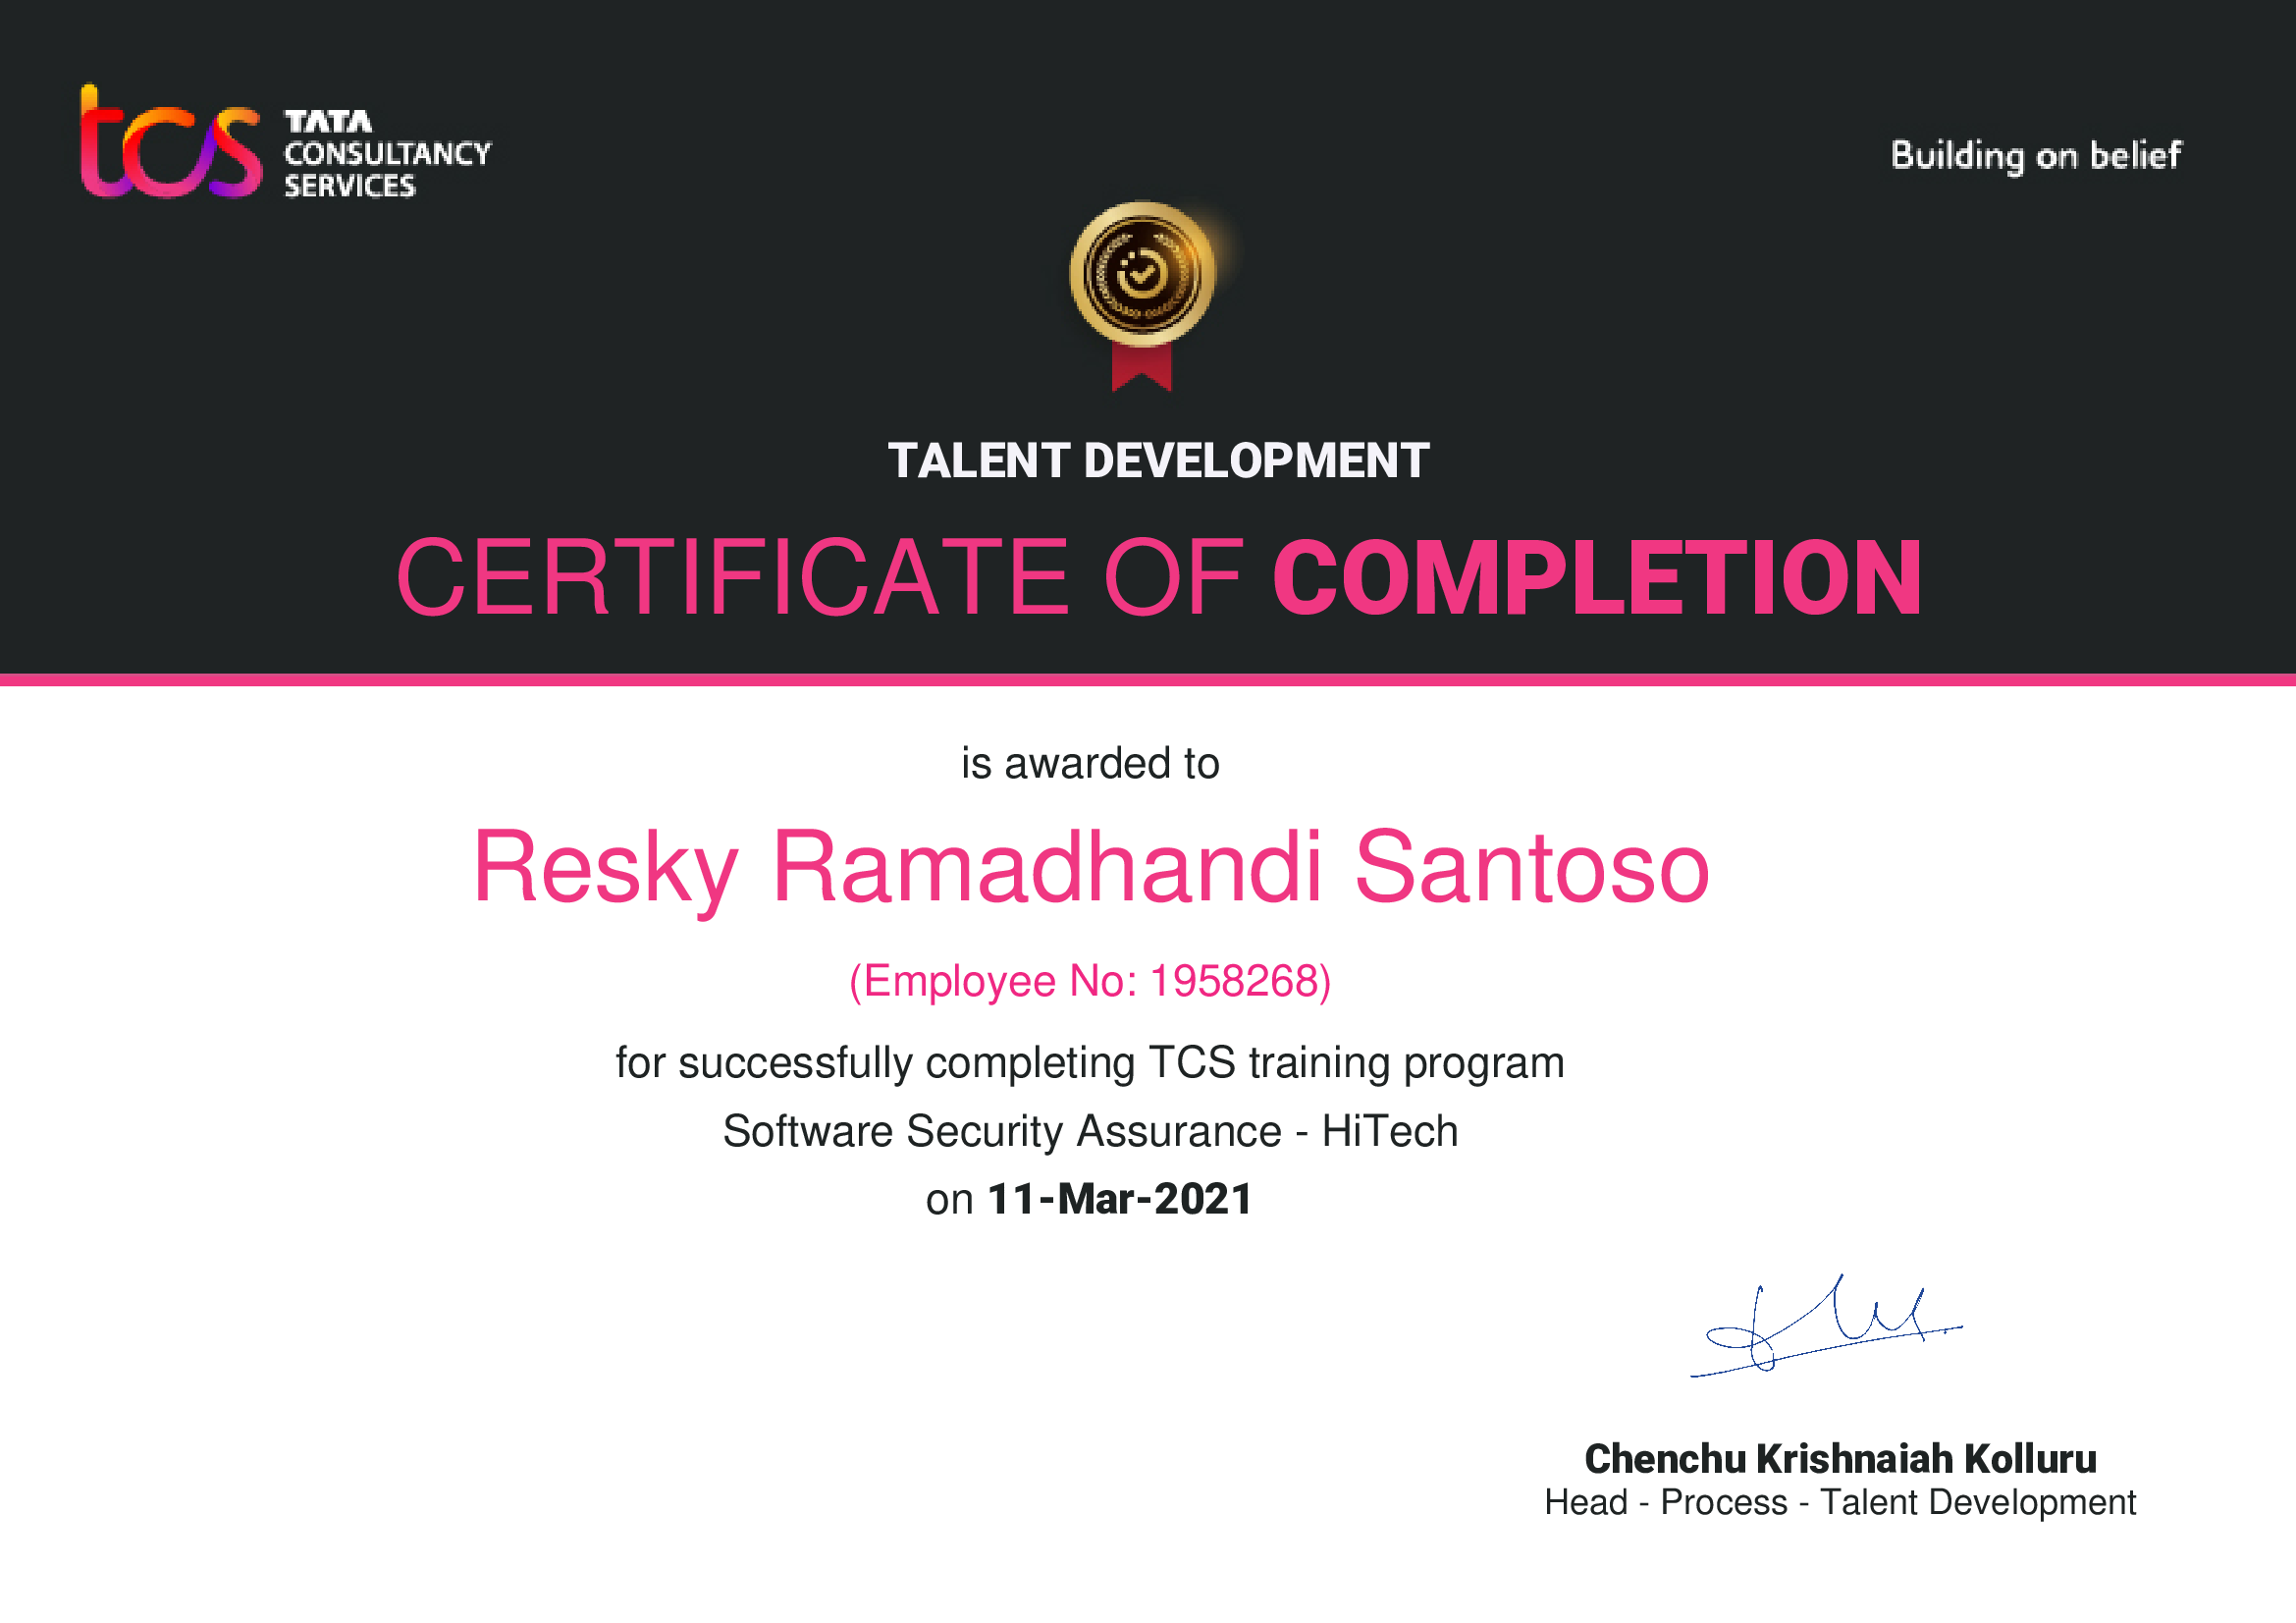 tcs TATA
CONSULTANCY
SERVICES
Building on belief
TALENT DEVELOPMENT
CERTIFICATE OF COMPLETION
is awarded to
Resky Ramadhandi Santoso
(Employee No: 1958268)
for successfully completing TCS training program
Software Security Assurance - HiTech
on 11-Mar-2021
Chenchu Krishnaiah Kolluru
Head - Process - Talent Development